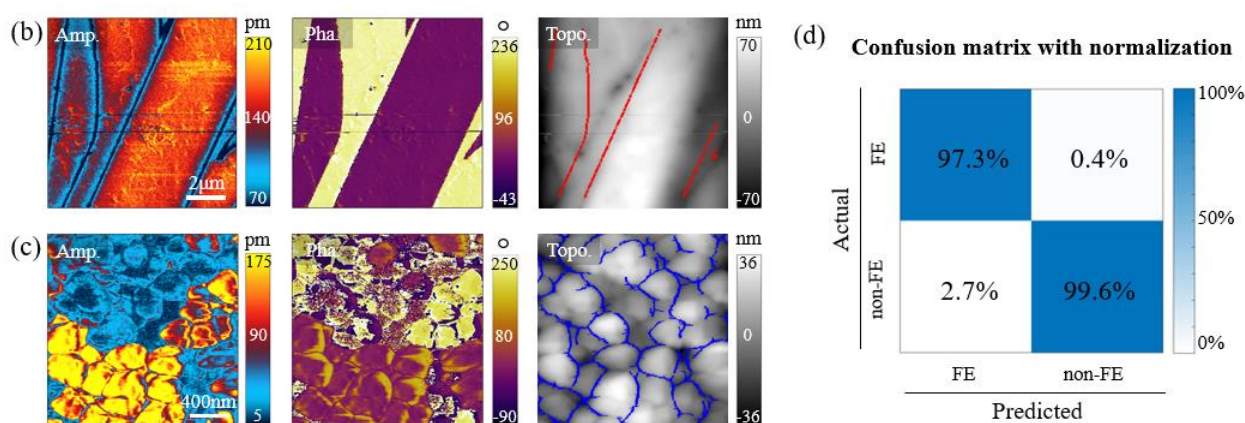 (b)
Amp.
2μm
pm
210
140
70
Pha.
°
236
96
-43
Topo.
nm
70
0
-70
(c)
Amp.
400nm
pm
175
90
5
Pha.
°
250
80
-90
Topo.
nm
36
0
-36
(d)
Confusion matrix with normalization
Actual
FE
non-FE
97.3%
0.4%
2.7%
99.6%
100%
50%
0%
FE
non-FE
Predicted